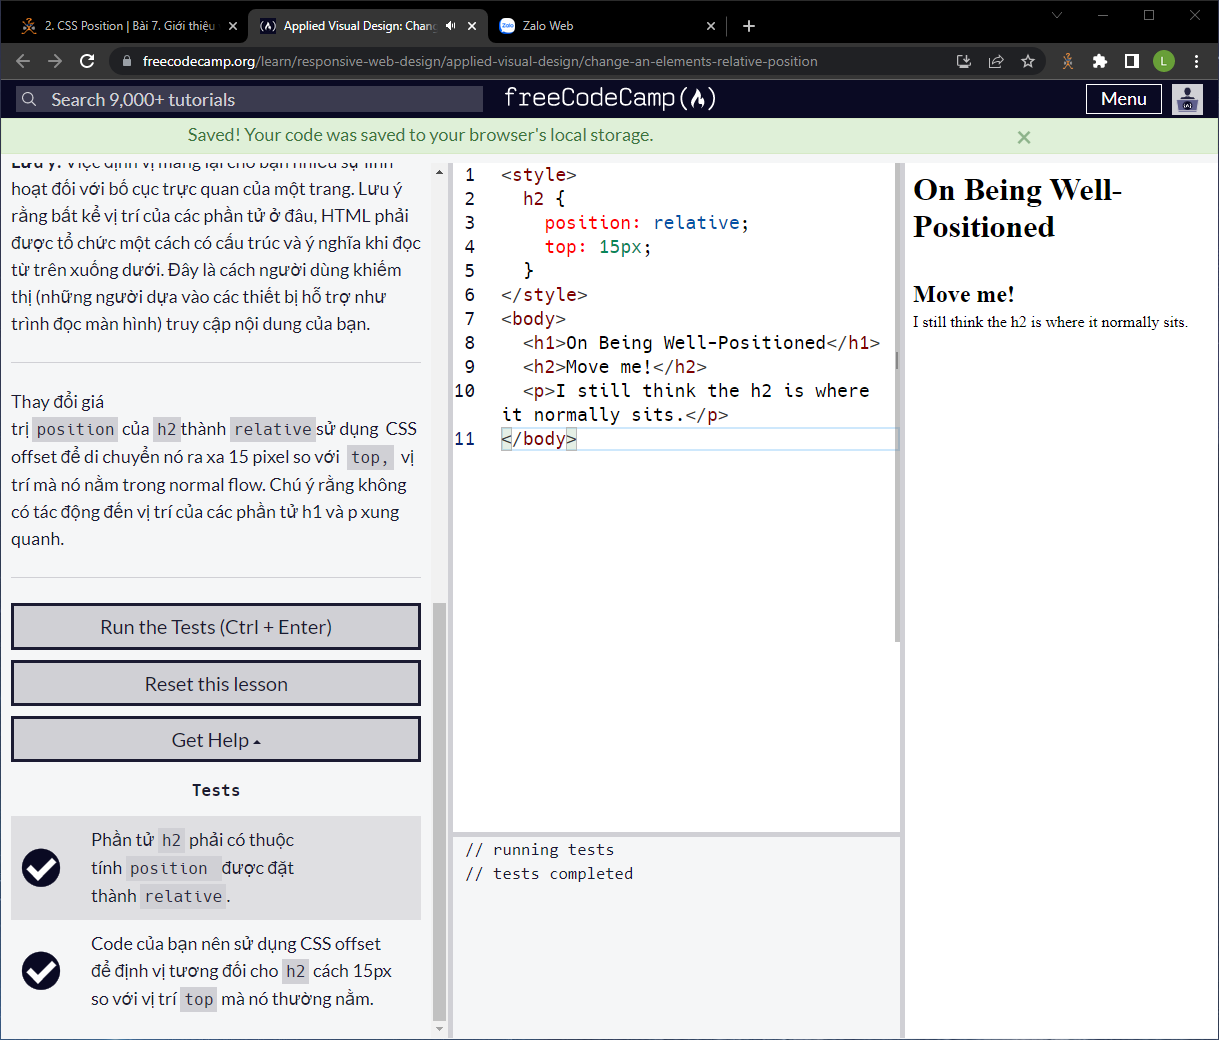 2. CSS Position | Bài 7. Giới thiệu
Applied Visual Design: Chang
Zalo Web
freecodecamp.org/learn/responsive-web-design/applied-visual-design/change-an-elements-relative-position
L
Search 9,000+ tutorials
freeCodeCamp
Menu
Saved! Your code was saved to your browser's local storage.
Lưu ý: Việc định vị mang lại cho bạn nhiều sự linh
hoạt đối với bố cục trực quan của một trang. Lưu ý
rằng bất kể vị trí của các phần tử ở đâu, HTML phải
được tổ chức một cách có cấu trúc và ý nghĩa khi đọc
từ trên xuống dưới. Đây là cách người dùng khiếm
thị (những người dựa vào các thiết bị hỗ trợ như
trình đọc màn hình) truy cập nội dung của bạn.
Thay đổi giá
trị position của h2 thành relative sử dụng CSS
offset để di chuyển nó ra xa 15 pixel so với top, vị
trí mà nó nằm trong normal flow. Chú ý rằng không
có tác động đến vị trí của các phần tử h1 và p xung
quanh.
Run the Tests (Ctrl + Enter)
Reset this lesson
Get Help
Tests
Phần tử h2 phải có thuộc
tính position được đặt
thành relative.
Code của bạn nên sử dụng CSS offset
để định vị tương đối cho h2 cách 15px
so với vị trí top mà nó thường nằm.
1 <style>
2 h2 {
3 position: relative;
4 top: 15px;
5 }
6 </style>
7 <body>
8 <h1>On Being Well-Positioned</h1>
9 <h2>Move me!</h2>
10 <p>I still think the h2 is where
it normally sits.</p>
11 </body>
// running tests
// tests completed
On Being Well-
Positioned
Move me!
I still think the h2 is where it normally sits.